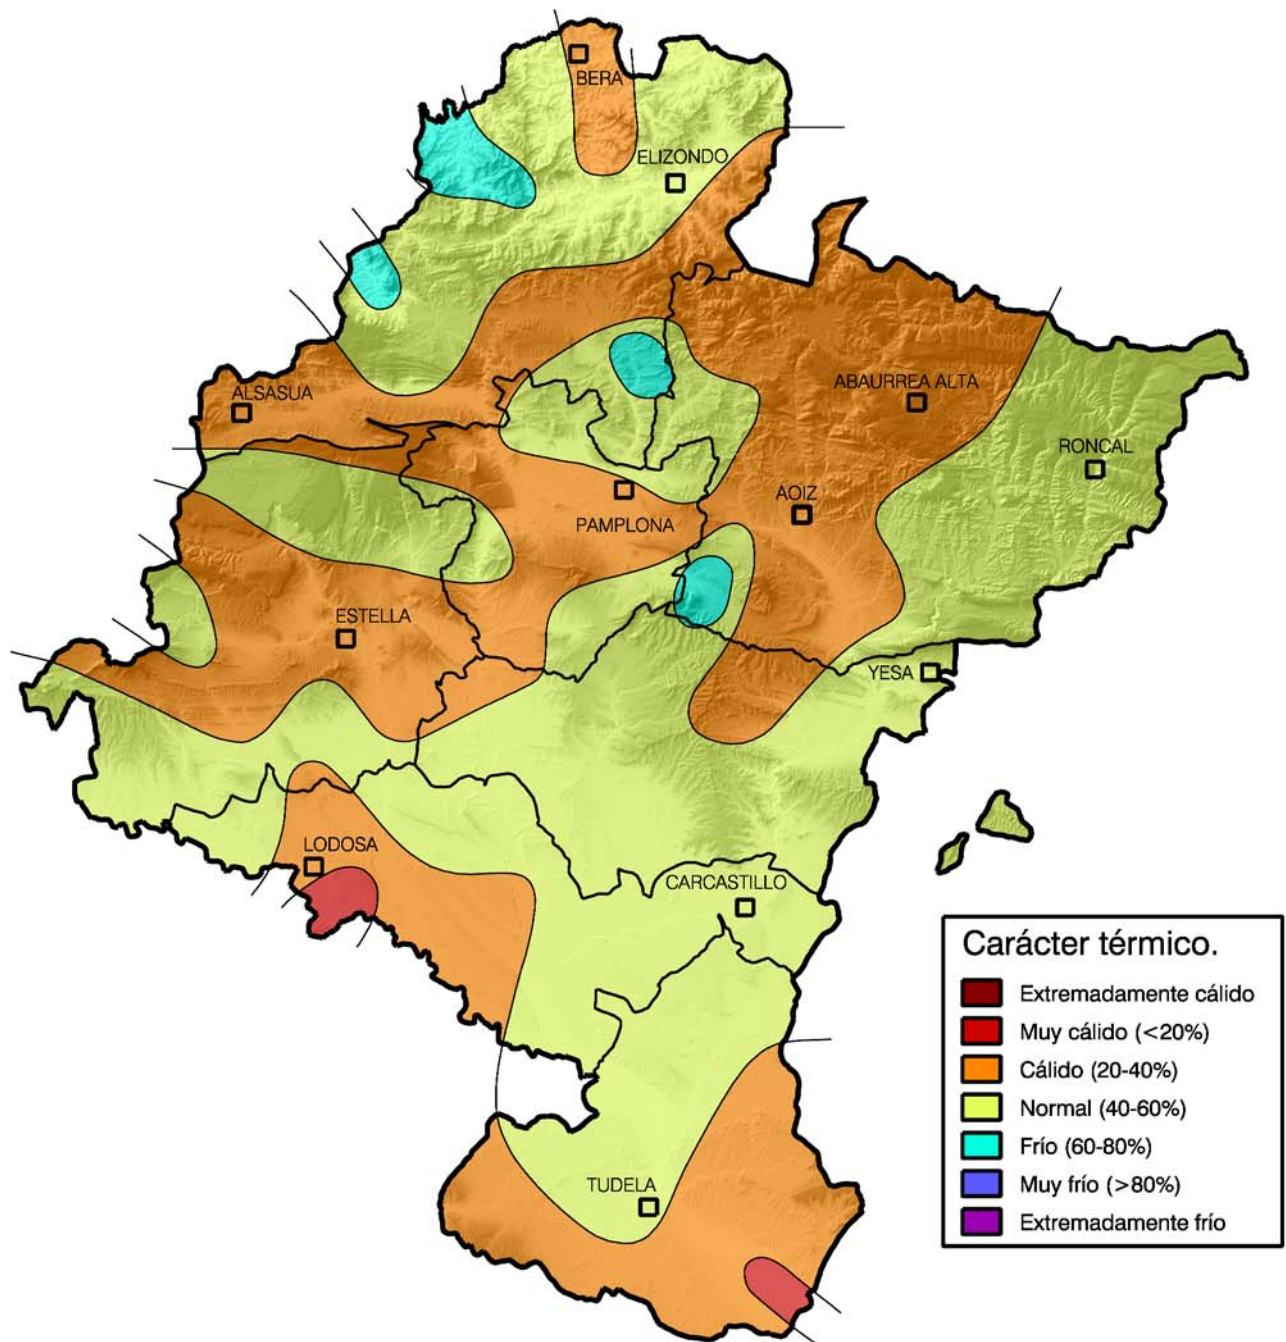 BERA
ELIZONDO
ALSASUA
ABAURREA ALTA
RONCAL
AOIZ
PAMPLONA
ESTELLA
YESA
LODOSA
CARCASTILLO
TUDELA
Carácter térmico.
Extremadamente cálido
Muy cálido (<20%)
Cálido (20-40%)
Normal (40-60%)
Frío (60-80%)
Muy frío (>80%)
Extremadamente frío